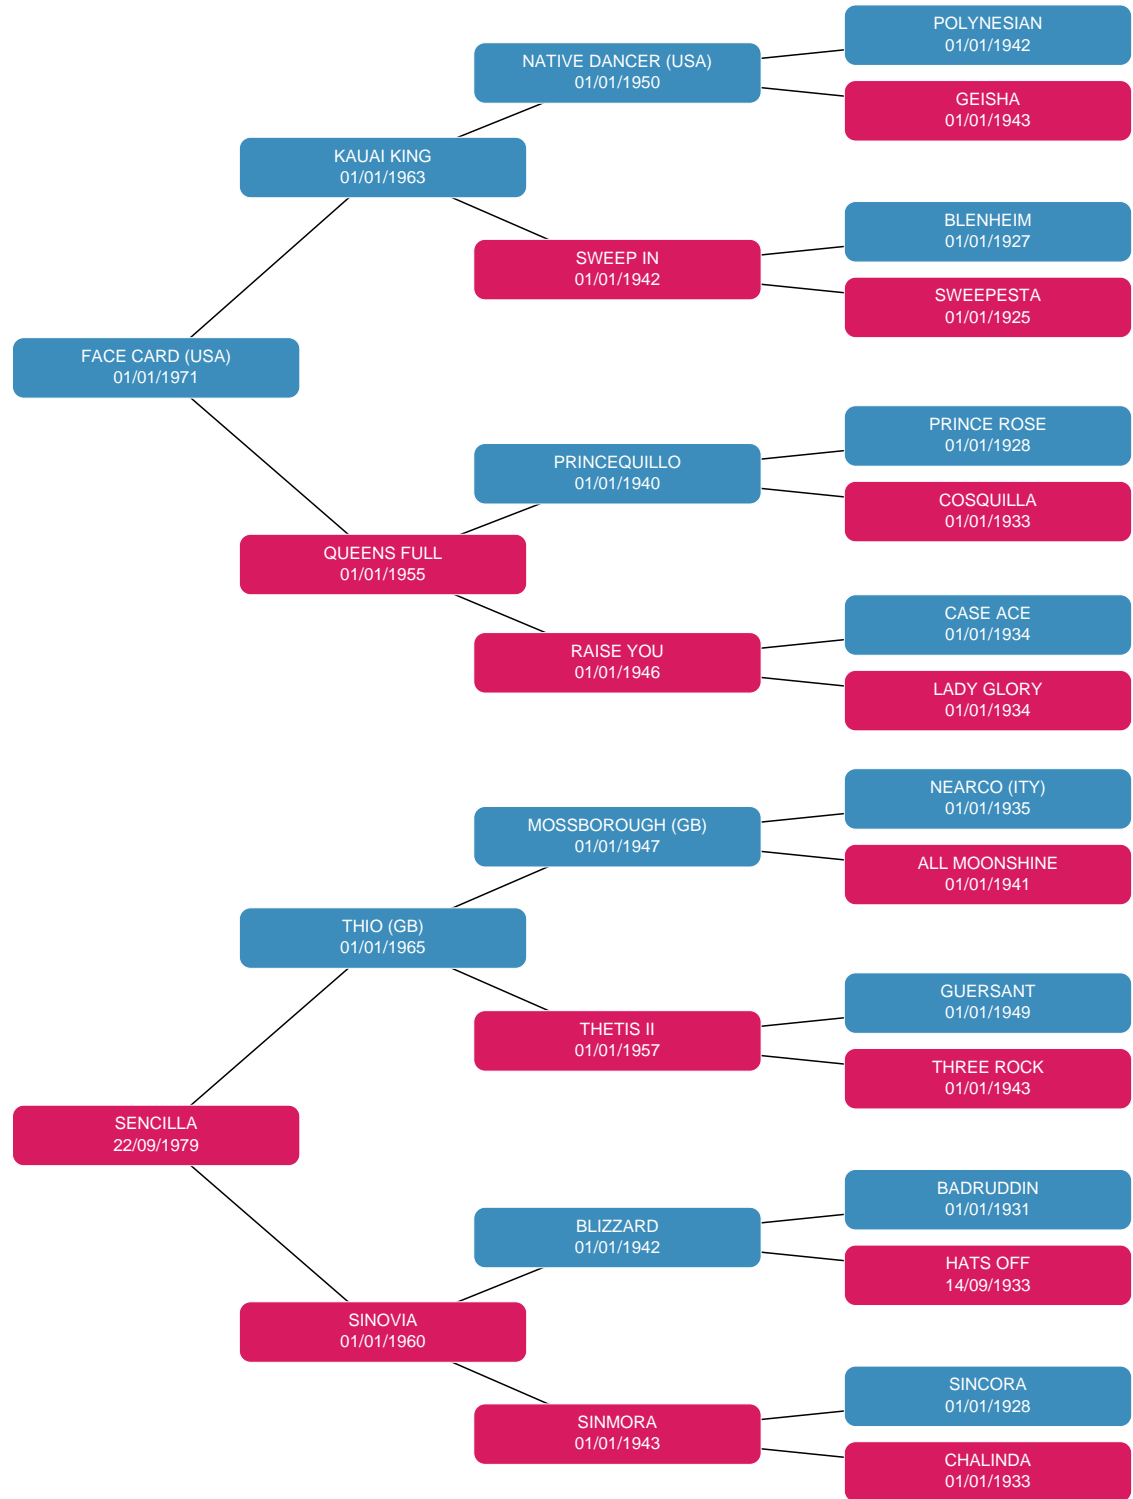 POLYNESIAN
01/01/1942
NATIVE DANCER (USA)
01/01/1950
GEISHA
01/01/1943
KAUAI KING
01/01/1963
BLENHEIM
01/01/1927
SWEEP IN
01/01/1942
SWEEPESTA
01/01/1925
FACE CARD (USA)
01/01/1971
PRINCE ROSE
01/01/1928
PRINCEQUILLO
01/01/1940
COSQUILLA
01/01/1933
QUEENS FULL
01/01/1955
CASE ACE
01/01/1934
RAISE YOU
01/01/1946
LADY GLORY
01/01/1934
NEARCO (ITY)
01/01/1935
MOSSBOROUGH (GB)
01/01/1947
ALL MOONSHINE
01/01/1941
THIO (GB)
01/01/1965
GUERSANT
01/01/1949
THETIS II
01/01/1957
THREE ROCK
01/01/1943
SENCILLA
22/09/1979
BADRUDDIN
01/01/1931
BLIZZARD
01/01/1942
HATS OFF
14/09/1933
SINOVIA
01/01/1960
SINCORA
01/01/1928
SINMORA
01/01/1943
CHALINDA
01/01/1933